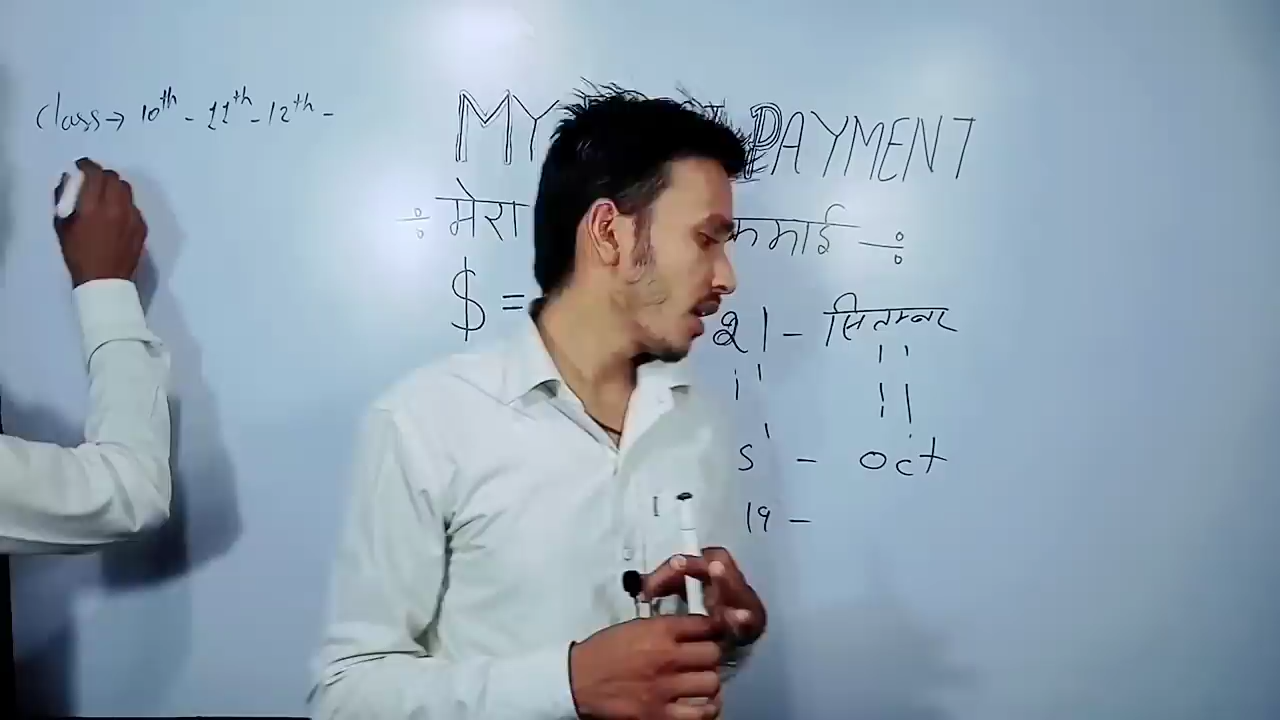 class → 10th - 11th - 12th -
MY PAYMENT
÷ मेरा कमाई ÷
$ =
21 - सितम्बर
'' ''
'' ''
5 - oct
19 -